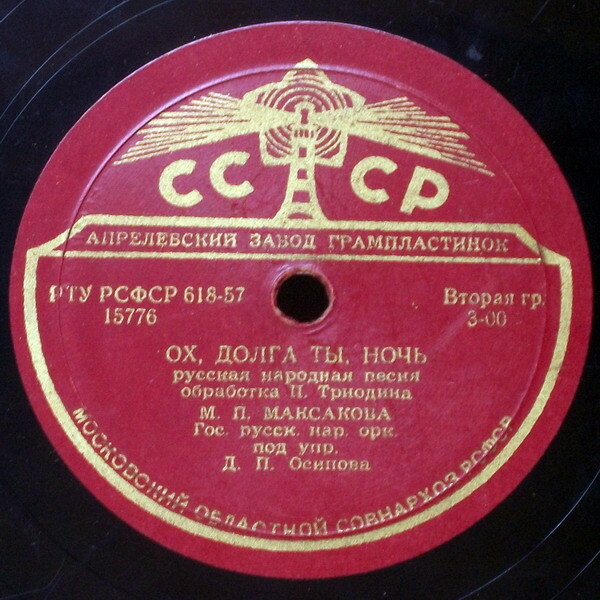 СССР
АПРЕЛЕВСКИЙ ЗАВОД ГРАМПЛАСТИНОК
РТУ РСФСР 618-57
15776
Вторая гр.
3-00
ОХ, ДОЛГА ТЫ, НОЧЬ
русская народная песня
обработка П. Триодина
М. П. МАКСАКОВА
Гос. русск. нар. орк.
под упр.
Д. П. Осипова
МОСКОВСКИЙ ОБЛАСТНОЙ СОВНАРХОЗ РСФСР